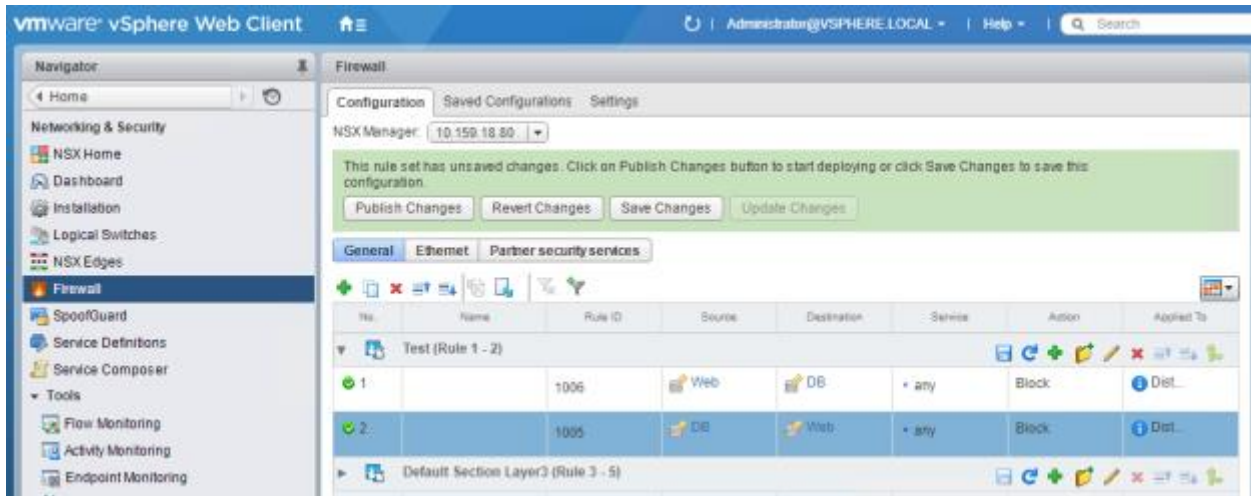 vmware vSphere Web Client
Administrator@VSPHERE.LOCAL
Help
Search
Navigator
Home
Networking & Security
NSX Home
Dashboard
Installation
Logical Switches
NSX Edges
Firewall
SpoofGuard
Service Definitions
Service Composer
Tools
Flow Monitoring
Activity Monitoring
Endpoint Monitoring
Firewall
Configuration Saved Configurations Settings
NSX Manager: 10.159.18.80
This rule set has unsaved changes. Click on Publish Changes button to start deploying or click Save Changes to save this
configuration.
Publish Changes Revert Changes Save Changes Update Changes
General Ethernet Partner security services
No. Name Rule ID Source Destination Service Action Applied To
Test (Rule 1 - 2)
1 1006 Web DB any Block Dist...
2 1005 DB Web any Block Dist...
Default Section Layer3 (Rule 3 - 5)